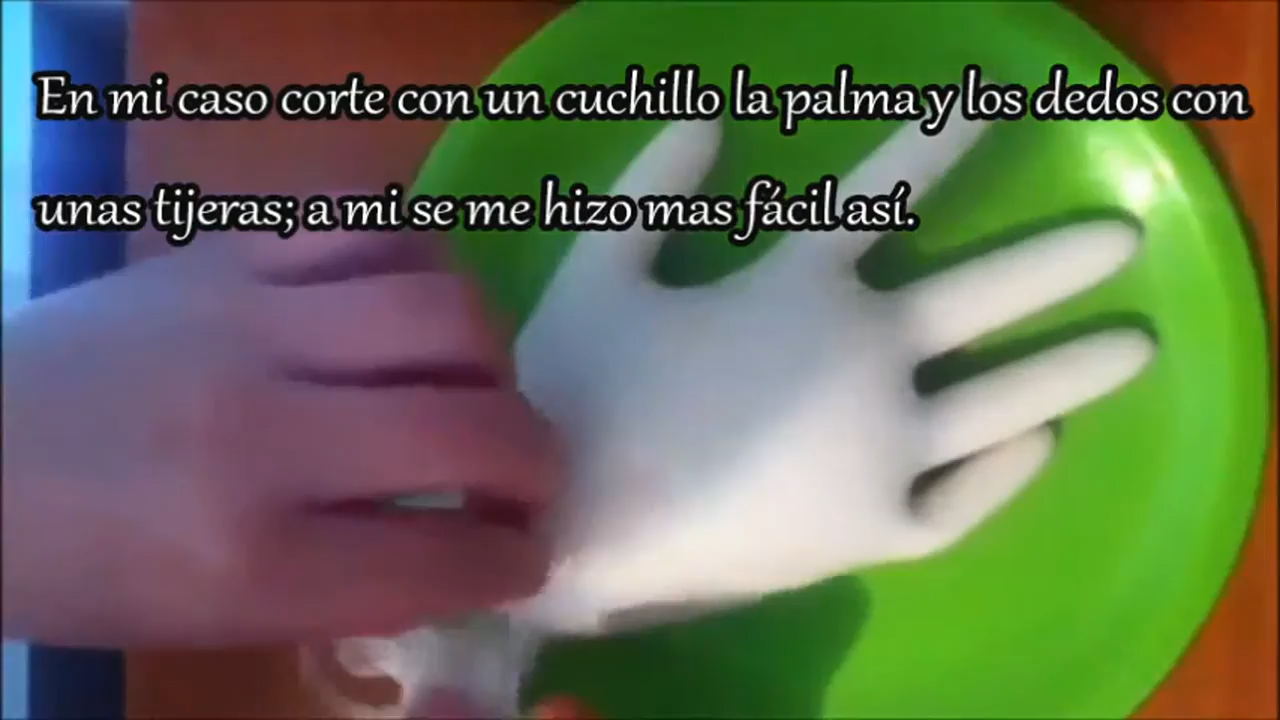 En mi caso corte con un cuchillo la palma y los dedos con
unas tijeras; a mi se me hizo mas fácil así.